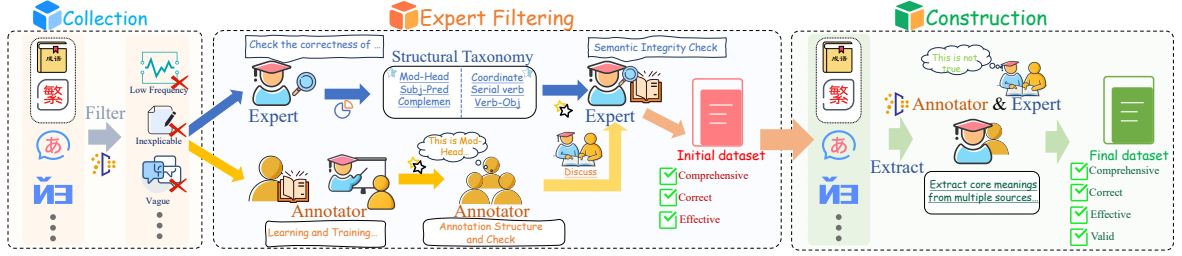 Collection
成语
繁
あ
ЙЕ
Filter
Low Frequency
Inexplicable
Vague
Expert Filtering
Check the correctness of ...
Expert
Structural Taxonomy
Mod-Head
Subj-Pred
Complemen
Coordinate
Serial verb
Verb-Obj
Semantic Integrity Check
Expert
Annotator
Learning and Training...
This is Mod-
Head
Annotator
Annotation Structure
and Check
Discuss
Initial dataset
Comprehensive
Correct
Effective
Construction
成语
繁
あ
ЙЕ
Extract
This is not
true
Annotator & Expert
Extract core meanings
from multiple sources...
Final dataset
Comprehensive
Correct
Effective
Valid